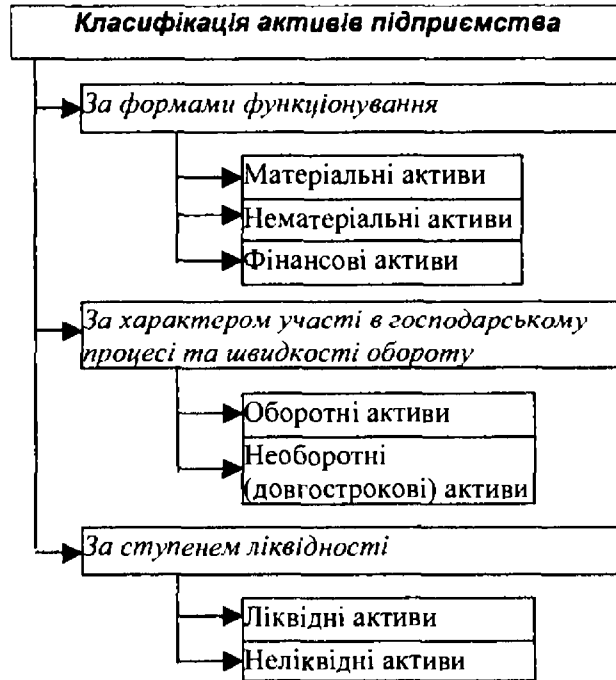 Класифікація активів підприємства
За формами функціонування
Матеріальні активи
Нематеріальні активи
Фінансові активи
За характером участі в господарському
процесі та швидкості обороту
Оборотні активи
Необоротні
(довгострокові) активи
За ступенем ліквідності
Ліквідні активи
Неліквідні активи